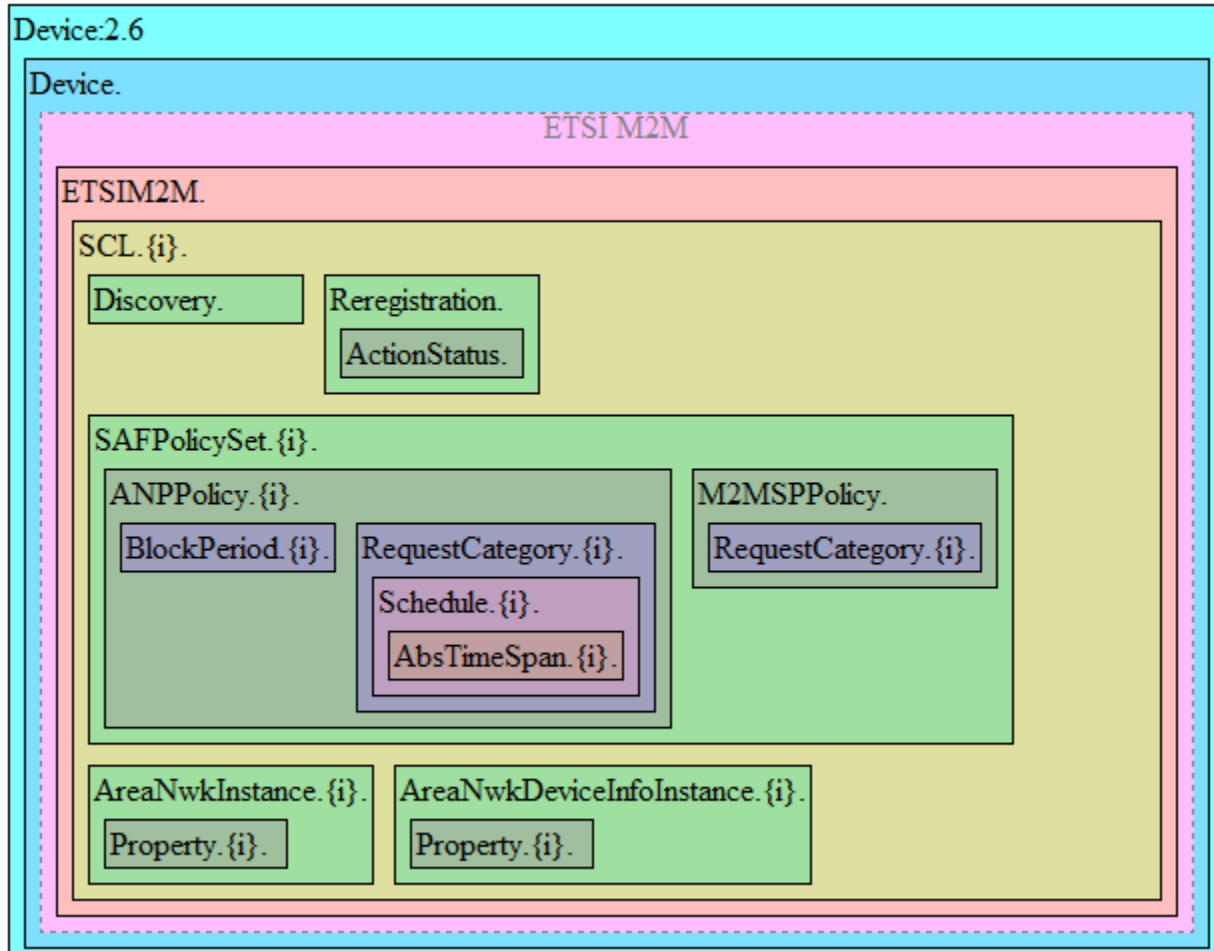 Device:2.6
Device.
ETSI M2M
ETSIM2M.
SCL.{i}.
Discovery. Reregistration.
ActionStatus.
SAFPolicySet.{i}.
ANPPolicy.{i}. M2MSPPolicy.
BlockPeriod.{i}. RequestCategory.{i}. RequestCategory.{i}.
Schedule.{i}.
AbsTimeSpan.{i}.
AreaNwkInstance.{i}. AreaNwkDeviceInfoInstance.{i}.
Property.{i}. Property.{i}.